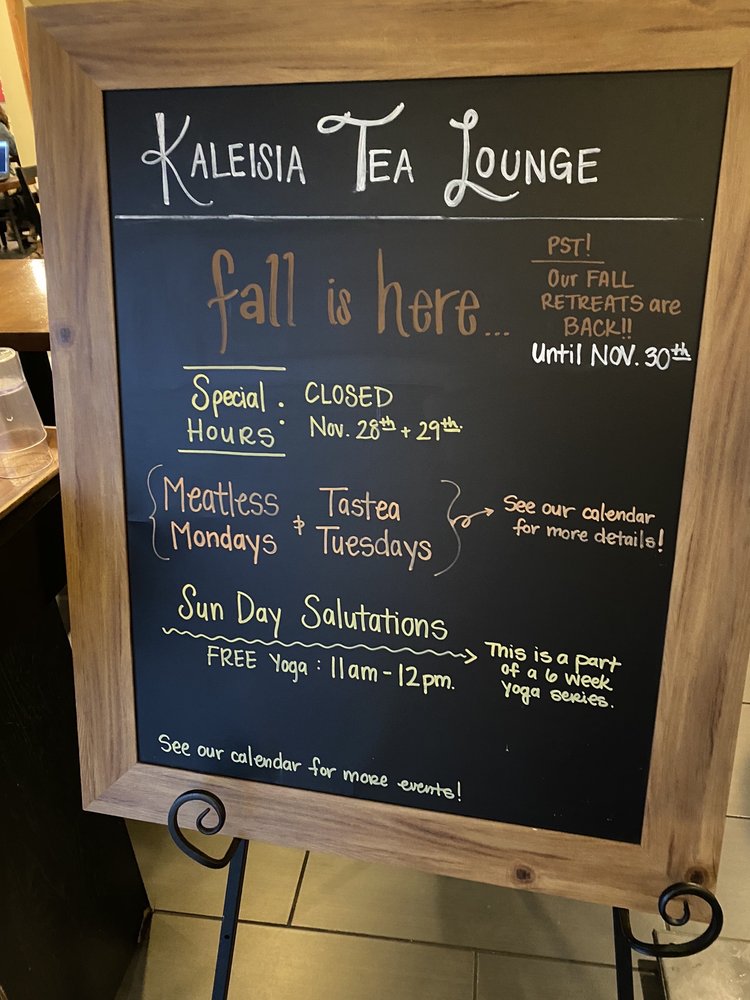 KALEISIA TEA LOUNGE
fall is here...
PST!
Our FALL
RETREATS are
BACK!!
Until NOV. 30th
Special : CLOSED
HOURS Nov. 28th + 29th.
Meatless & Tastea
Mondays Tuesdays
See our calendar
for more details!
Sun Day Salutations
FREE Yoga : 11am - 12pm.
This is a part
of a 6 week
yoga series.
See our calendar for more events!